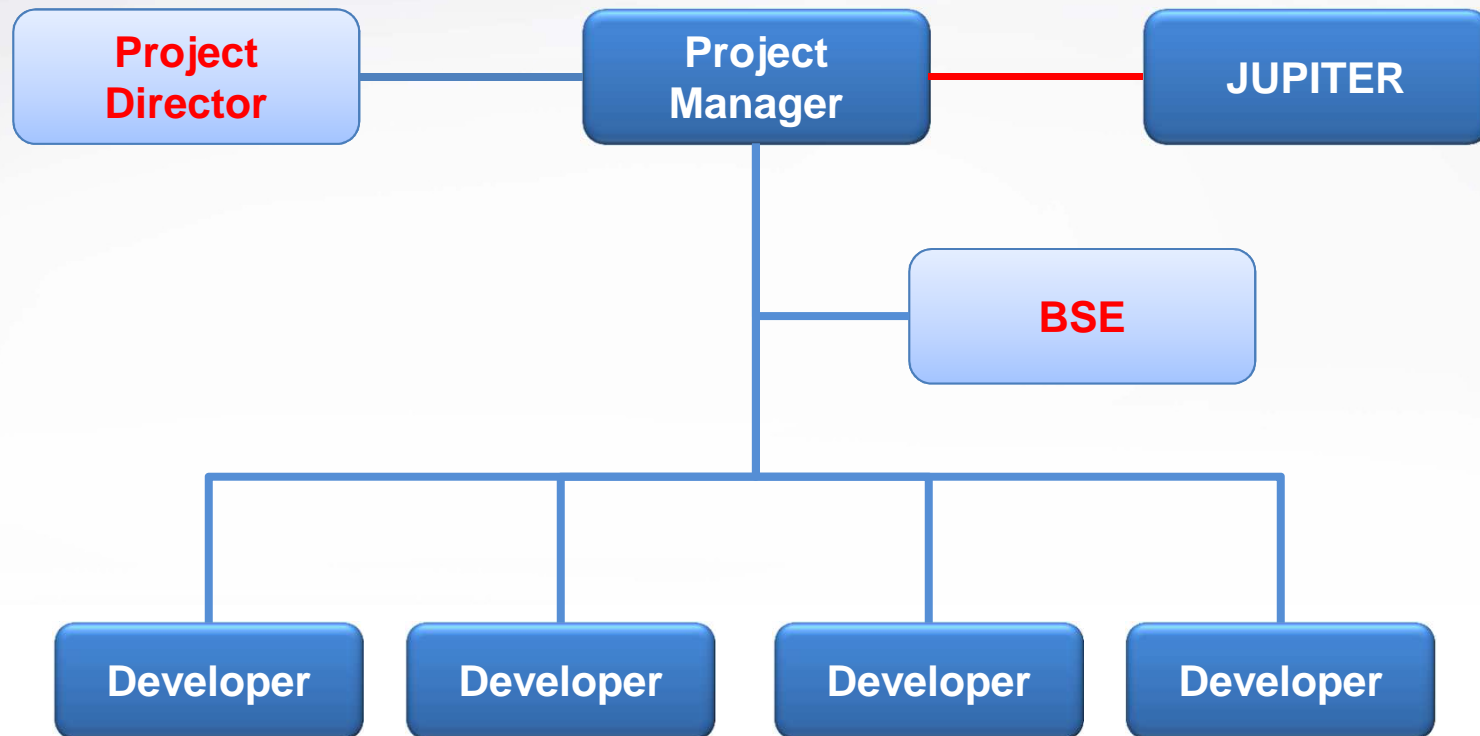 Project
Director
Project
Manager
JUPITER
BSE
Developer
Developer
Developer
Developer